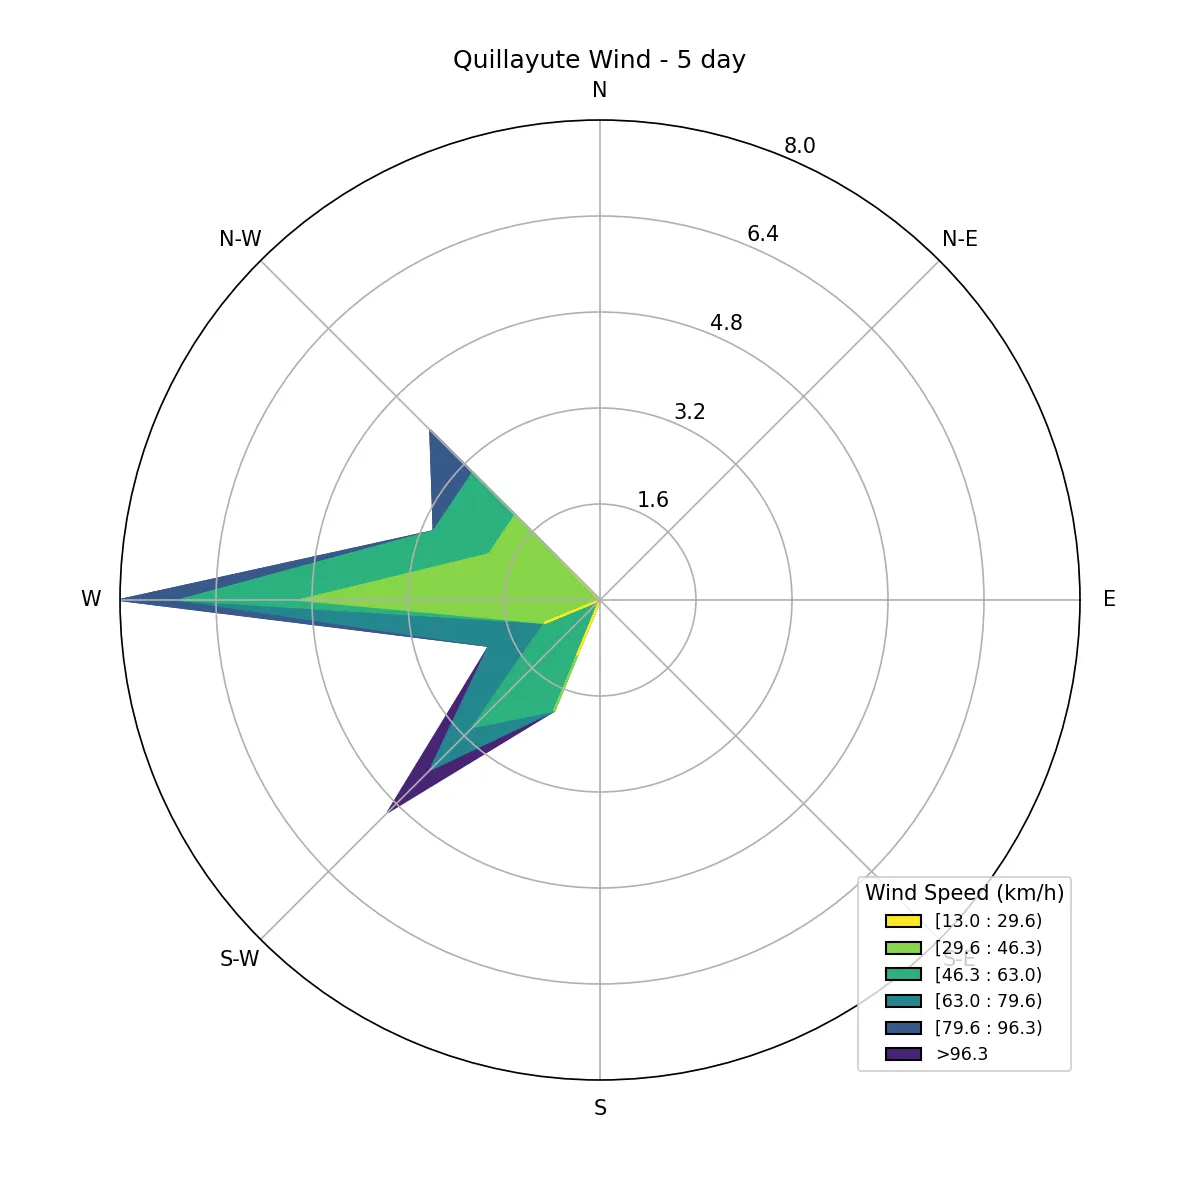 Quillayute Wind - 5 day
N
8.0
N-W
6.4
N-E
4.8
3.2
1.6
W
E
Wind Speed (km/h)
[13.0 : 29.6)
[29.6 : 46.3)
S-W
S-E
[46.3 : 63.0)
[63.0 : 79.6)
[79.6 : 96.3)
>96.3
S